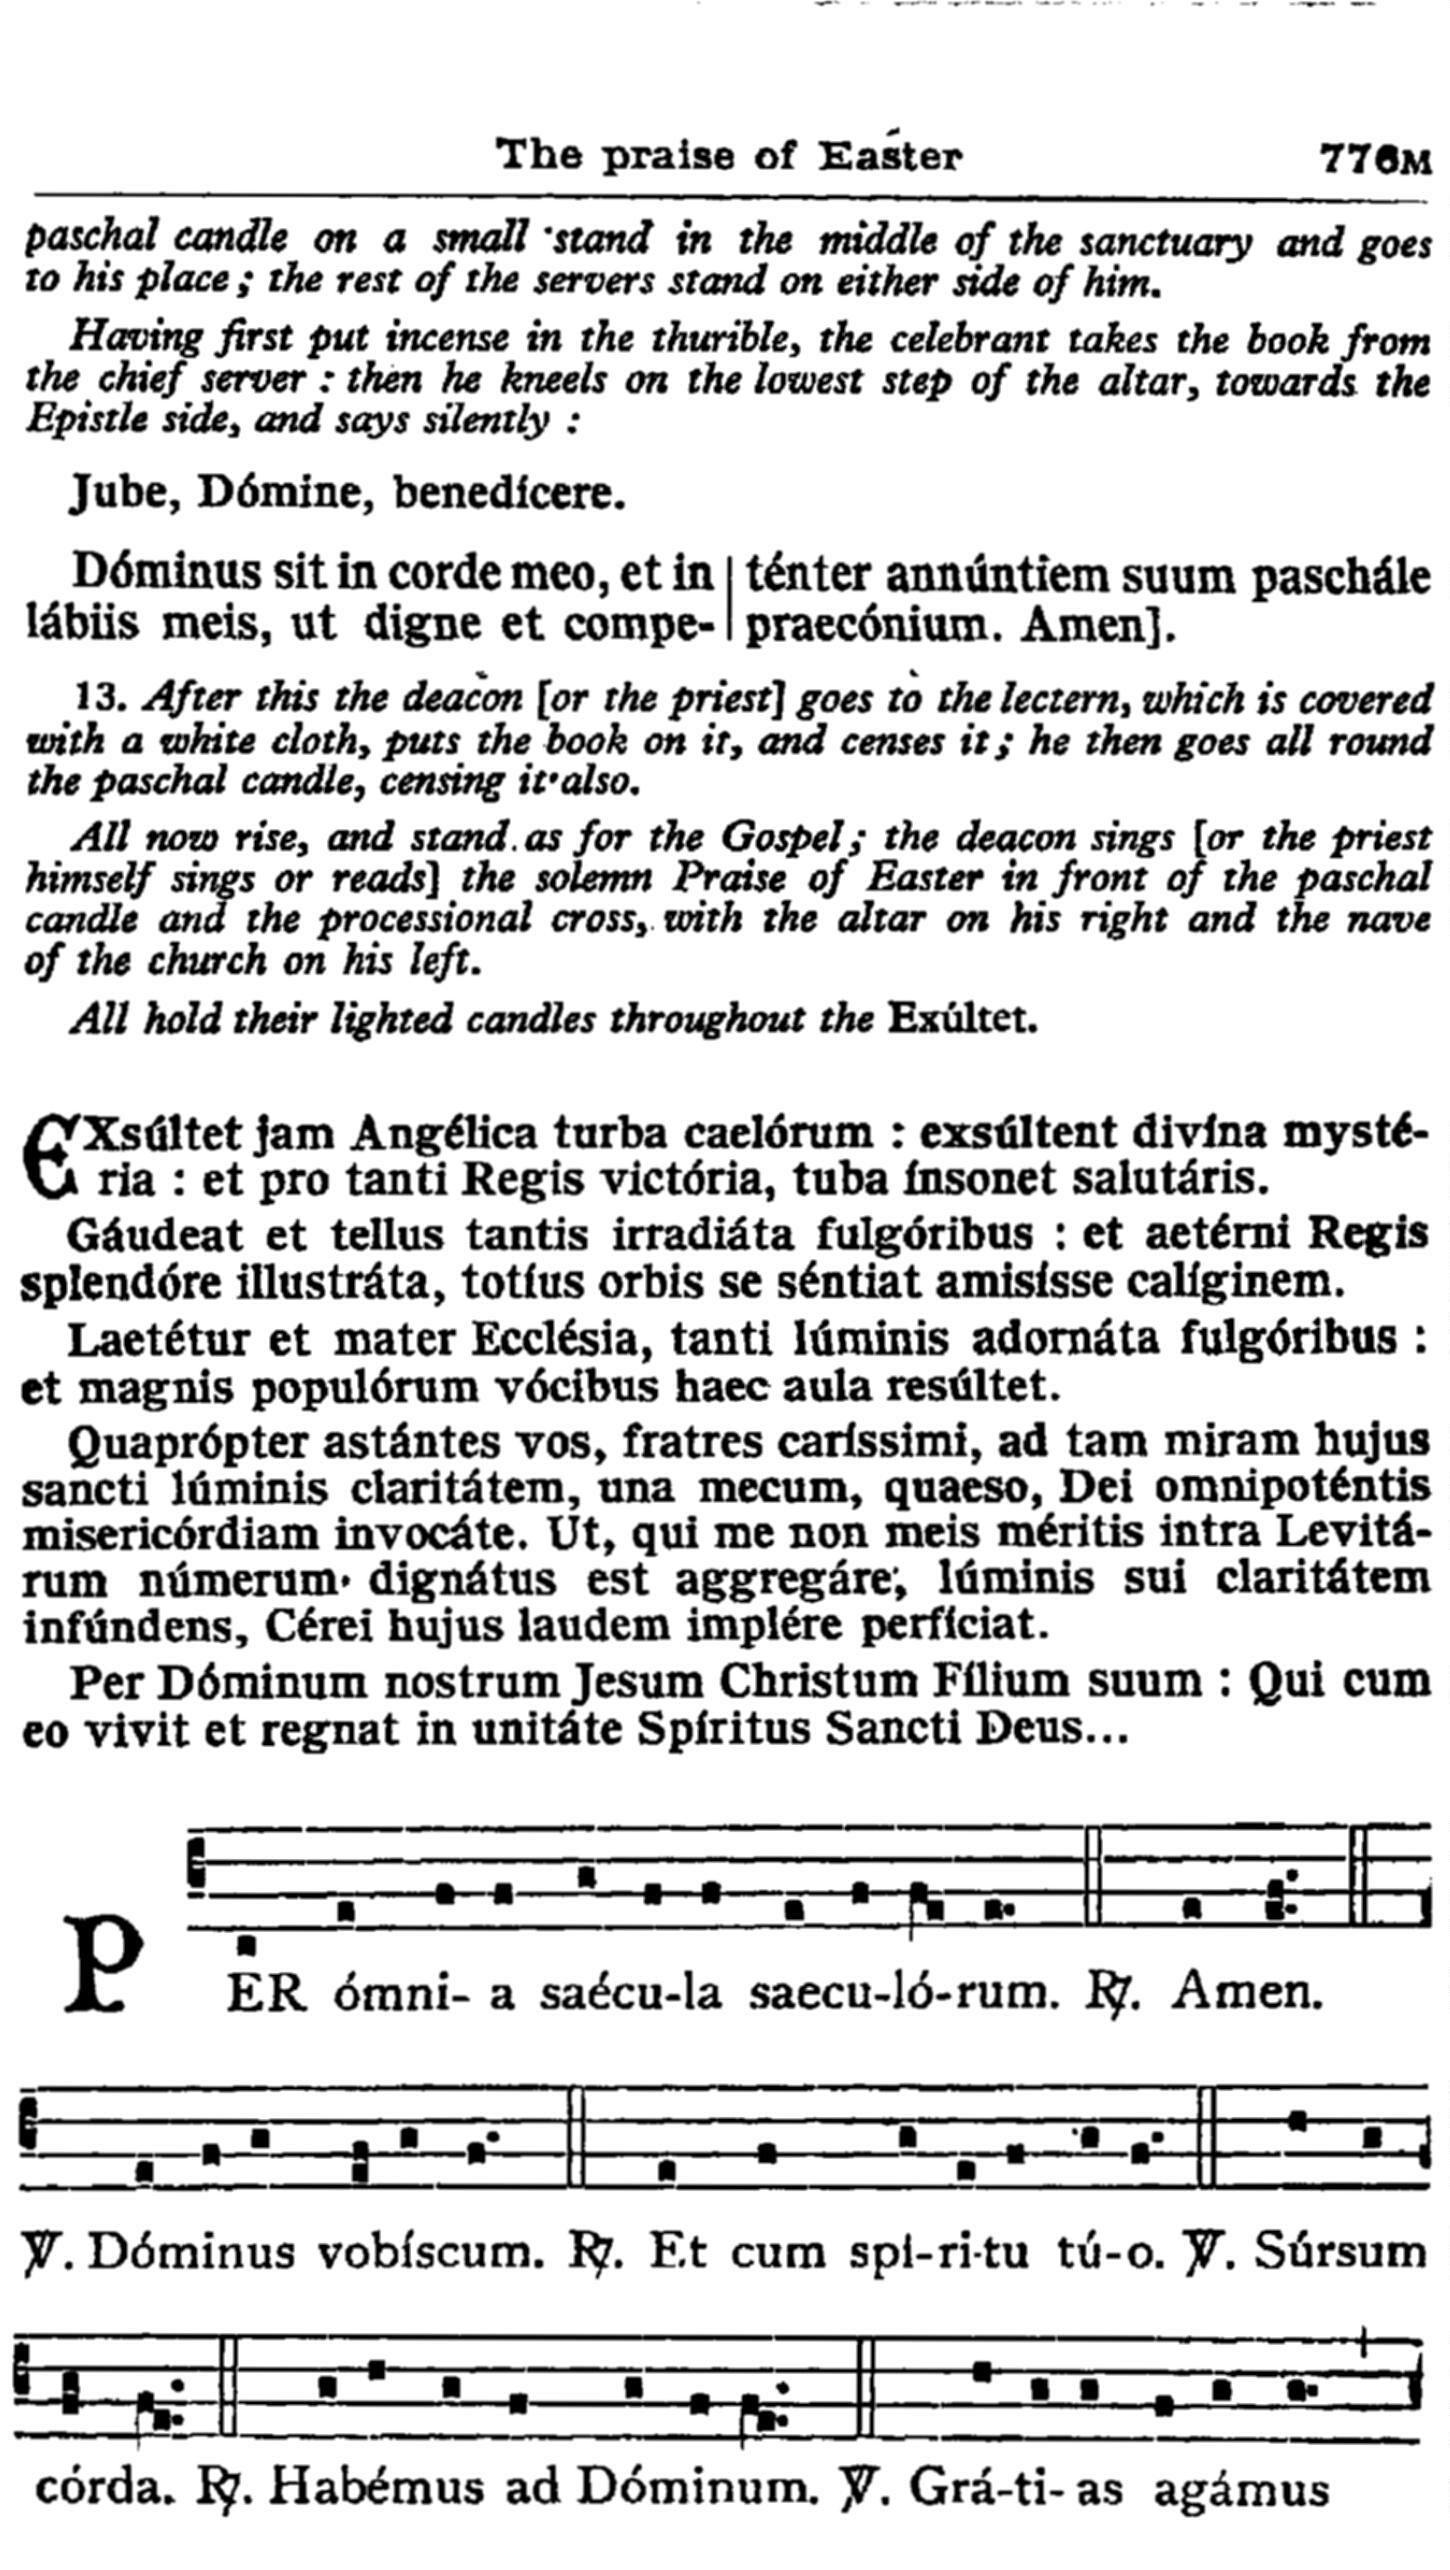 The praise of Easter 776M
paschal candle on a small stand in the middle of the sanctuary and goes
to his place ; the rest of the servers stand on either side of him.
Having first put incense in the thurible, the celebrant takes the book from
the chief server : then he kneels on the lowest step of the altar, towards the
Epistle side, and says silently :
Jube, Dómine, benedícere.
Dóminus sit in corde meo, et in
lábiis meis, ut digne et compe-
ténter annúntiem suum paschále
praecónium. Amen].
13. After this the deacon [or the priest] goes to the lectern, which is covered
with a white cloth, puts the book on it, and censes it ; he then goes all round
the paschal candle, censing it also.
All now rise, and stand as for the Gospel ; the deacon sings [or the priest
himself sings or reads] the solemn Praise of Easter in front of the paschal
candle and the processional cross, with the altar on his right and the nave
of the church on his left.
All hold their lighted candles throughout the Exúltet.
EXsúltet jam Angélica turba caelórum : exsúltent divína mysté-
ria : et pro tanti Regis victória, tuba ínsonet salutáris.
Gáudeat et tellus tantis irradiáta fulgóribus : et aetérni Regis
splendóre illustráta, totíus orbis se séntiat amisísse calíginem.
Laetétur et mater Ecclésia, tanti lúminis adornáta fulgóribus :
et magnis populórum vócibus haec aula resúltet.
Quaprópter astántes vos, fratres caríssimi, ad tam miram hujus
sancti lúminis claritátem, una mecum, quaeso, Dei omnipoténtis
misericórdiam invocáte. Ut, qui me non meis méritis intra Levitá-
rum númerum dignátus est aggregáre, lúminis sui claritátem
infúndens, Cérei hujus laudem implére perfíciat.
Per Dóminum nostrum Jesum Christum Fílium suum : Qui cum
eo vivit et regnat in unitáte Spíritus Sancti Deus...
PER ómni- a saécu-la saecu-ló-rum. ℟. Amen.
℣. Dóminus vobíscum. ℟. Et cum spí-ri-tu tú-o. ℣. Súrsum
córda. ℟. Habémus ad Dóminum. ℣. Grá-ti- as agámus